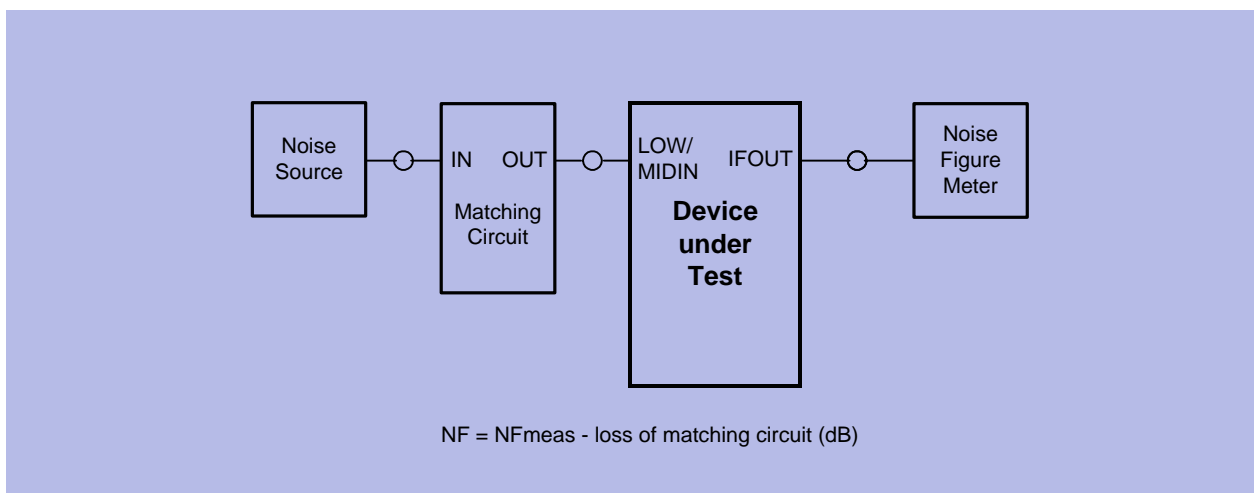 Noise
Source
IN OUT
Matching
Circuit
LOW/
MIDIN
IFOUT
Device
under
Test
Noise
Figure
Meter
NF = NFmeas - loss of matching circuit (dB)